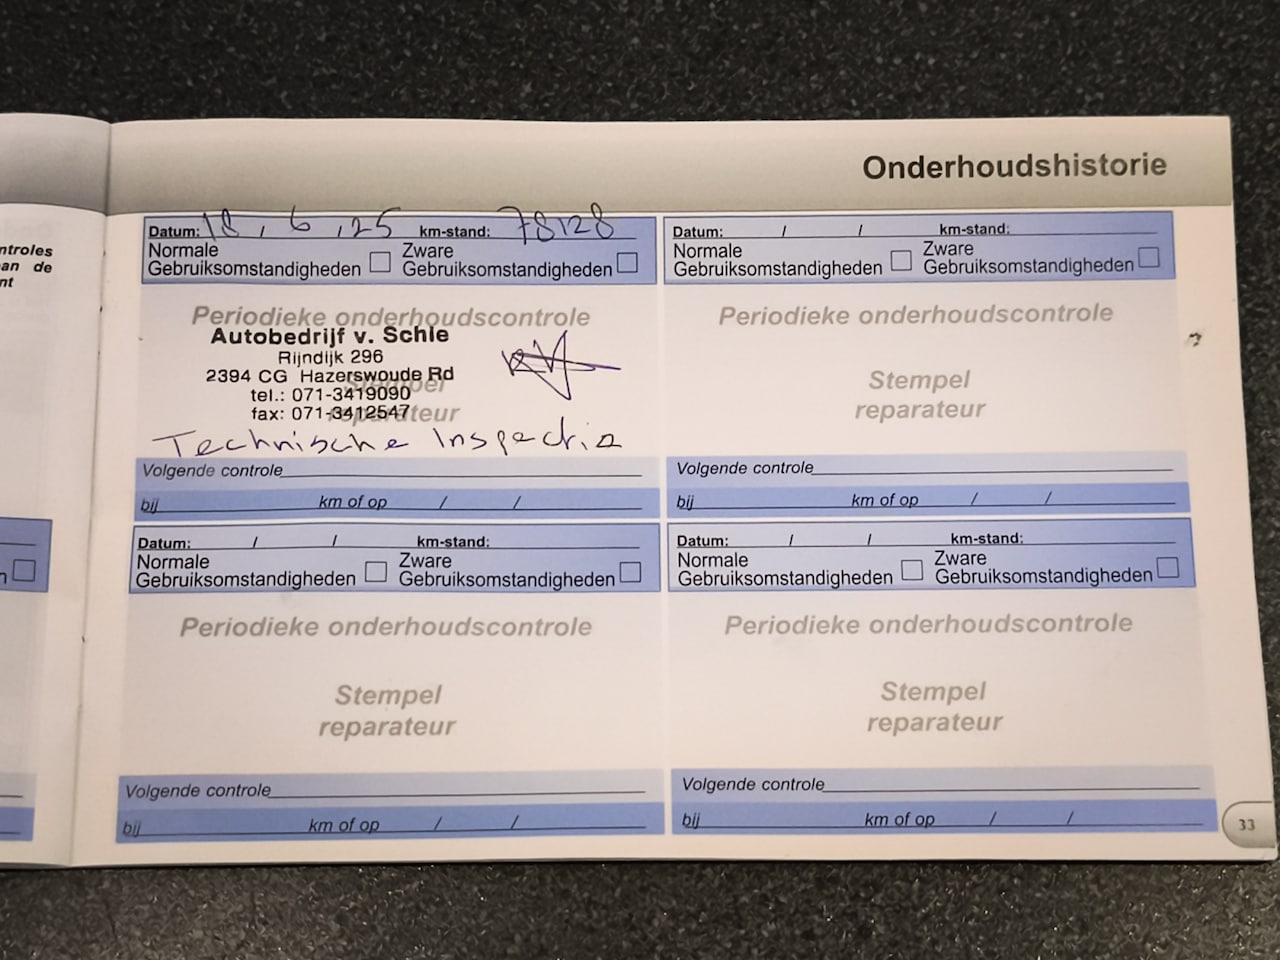 Onderhoudshistorie
ntroles
an de
nt
Datum: 18 / 6 / 25 km-stand: 78128
Normale
Gebruiksomstandigheden
Zware
Gebruiksomstandigheden
Periodieke onderhoudscontrole
Autobedrijf v. Schie
Rijndijk 296
2394 CG Hazerswoude Rd
Stempel
tel.: 071-3419090
fax: 071-3412547
reparateur
Technische Inspectie
Volgende controle
bij km of op / /
Datum: / / km-stand:
Normale
Gebruiksomstandigheden
Zware
Gebruiksomstandigheden
Periodieke onderhoudscontrole
Stempel
reparateur
Volgende controle
bij km of op / /
Datum: / / km-stand:
Normale
Gebruiksomstandigheden
Zware
Gebruiksomstandigheden
Periodieke onderhoudscontrole
Stempel
reparateur
Volgende controle
bij km of op / /
Datum: / / km-stand:
Normale
Gebruiksomstandigheden
Zware
Gebruiksomstandigheden
Periodieke onderhoudscontrole
Stempel
reparateur
Volgende controle
bij km of op / /
33